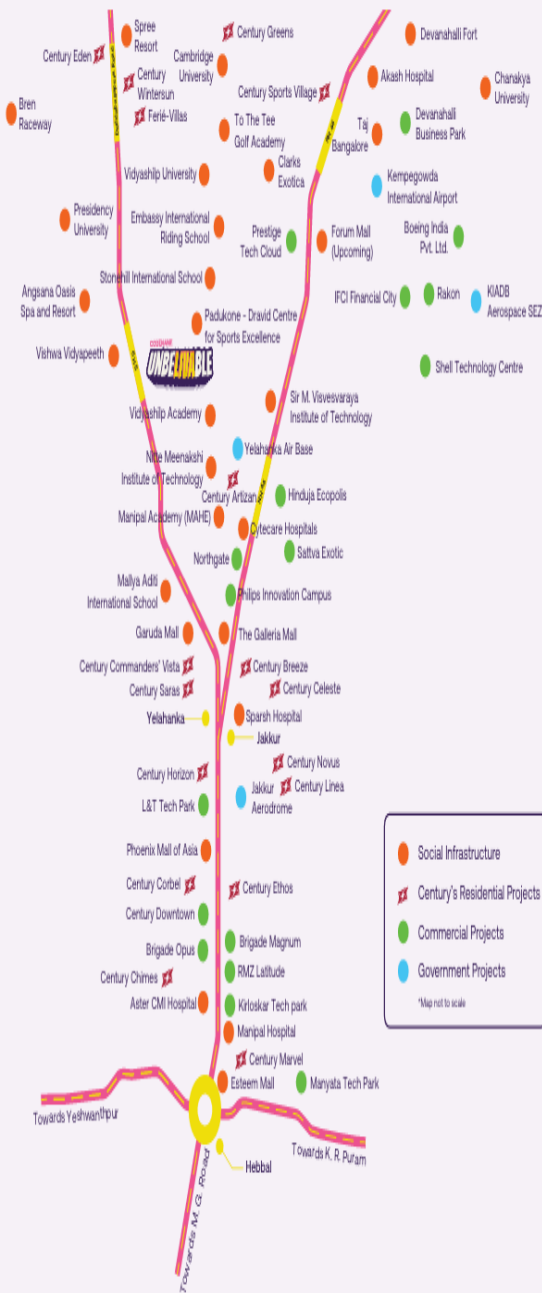 Spree
Resort
Century Greens
Devanahalli Fort
Century Eden
Cambridge
University
Century
Wintersun
Akash Hospital
Chanakya
University
Century Sports Village
Bren
Raceway
Ferié-Villas
To The Tee
Golf Academy
Taj
Bangalore
Devanahalli
Business Park
Vidyashilp University
Clarks
Exotica
Kempegowda
International Airport
Presidency
University
Embassy International
Riding School
Prestige
Tech Cloud
Forum Mall
(Upcoming)
Boeing India
Pvt. Ltd.
Stonehill International School
Angsana Oasis
Spa and Resort
IFCI Financial City
Rakon
KIADB
Aerospace SEZ
Padukone - Dravid Centre
for Sports Excellence
Vishwa Vidyapeeth
CODENAME
UNBELIVABLE
Shell Technology Centre
Vidyashilp Academy
Sir M. Visvesvaraya
Institute of Technology
Yelahanka Air Base
Nitte Meenakshi
Institute of Technology
Century Artizan
Hinduja Ecopolis
Manipal Academy (MAHE)
Cytecare Hospitals
Northgate
Sattva Exotic
Mallya Aditi
International School
Philips Innovation Campus
Garuda Mall
The Galleria Mall
Century Commanders' Vista
Century Breeze
Century Saras
Century Celeste
Yelahanka
Sparsh Hospital
Jakkur
Century Horizon
Century Novus
L&T Tech Park
Jakkur
Aerodrome
Century Linea
Phoenix Mall of Asia
Century Corbel
Century Ethos
Century Downtown
Brigade Opus
Brigade Magnum
RMZ Latitude
Century Chimes
Aster CMI Hospital
Kirloskar Tech park
Manipal Hospital
Century Marvel
Esteem Mall
Manyata Tech Park
Towards Yeshwanthpur
Towards K. R. Puram
Hebbal
Towards M. G. Road
Social Infrastructure
Century's Residential Projects
Commercial Projects
Government Projects
*Map not to scale